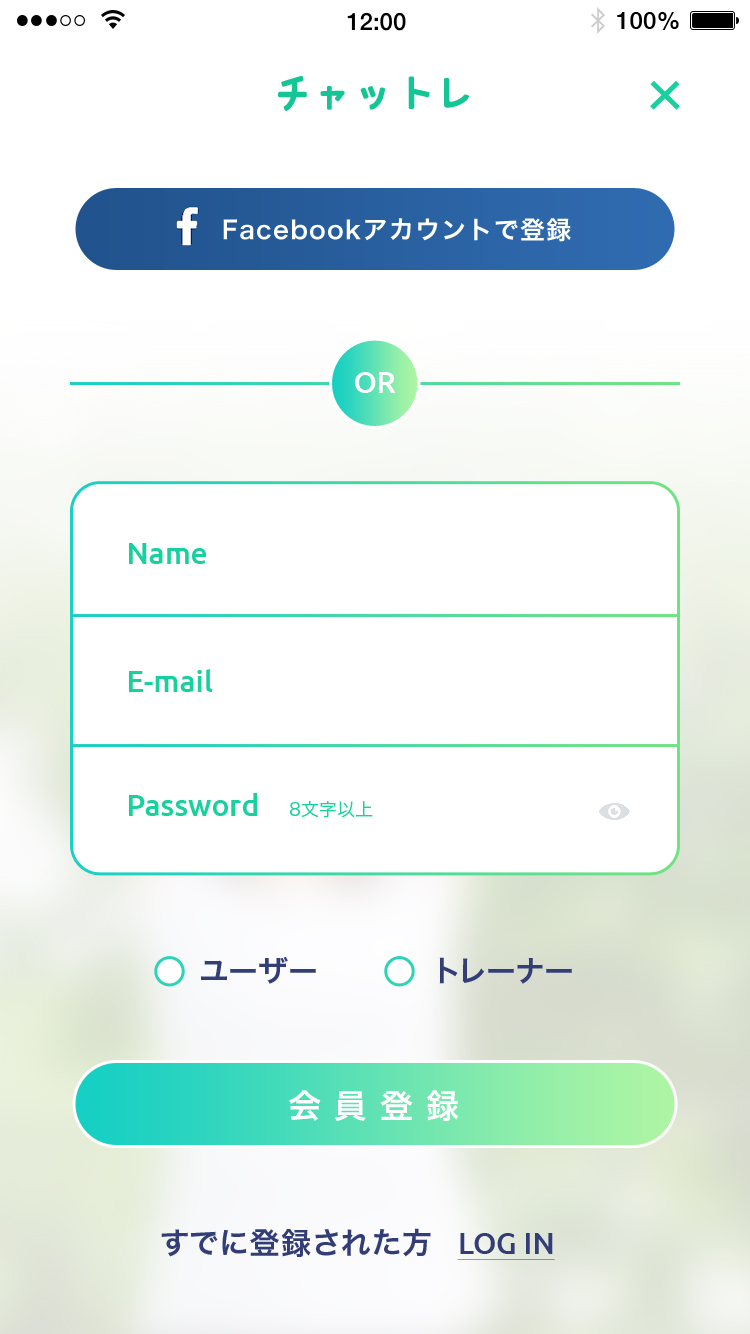 12:00
100%
チャットレ
Facebookアカウントで登録
OR
Name
E-mail
Password 8文字以上
ユーザー トレーナー
会員登録
すでに登録された方 LOG IN